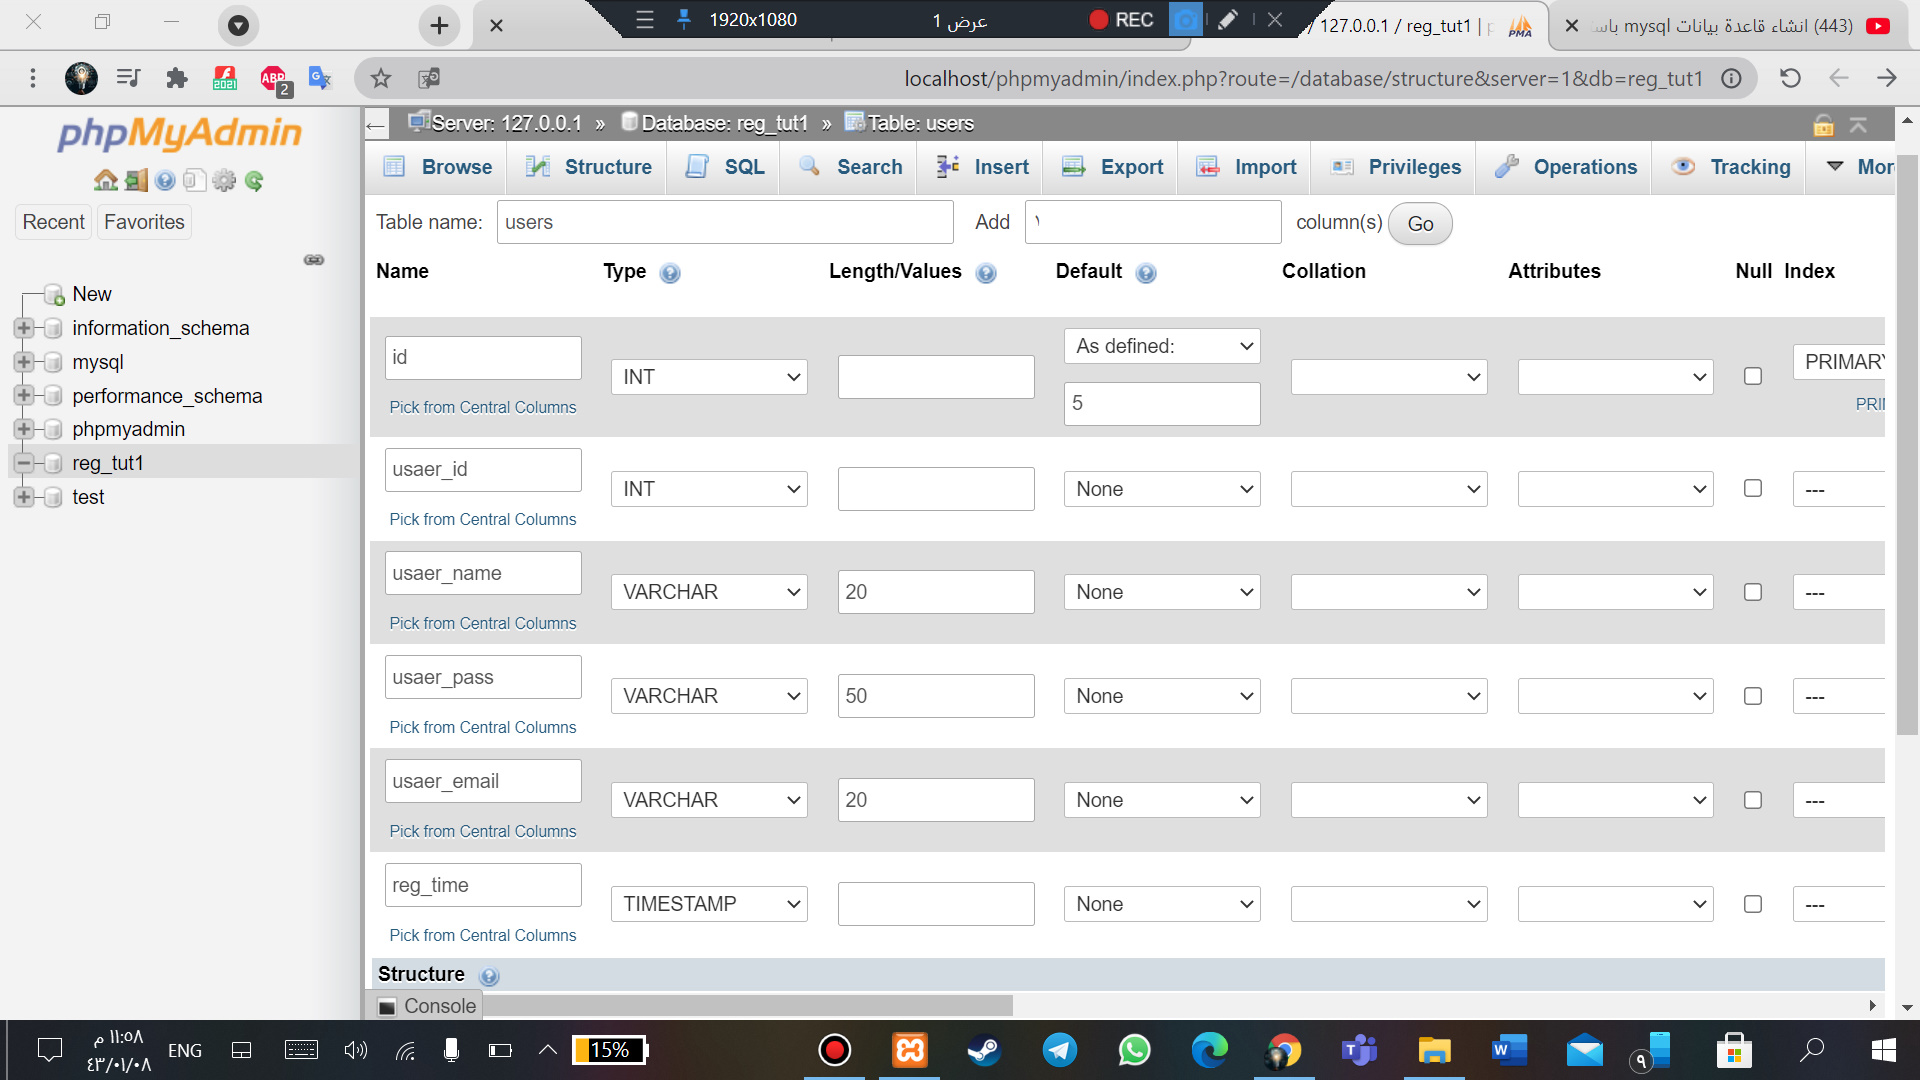 1920x1080
عرض 1
REC
/ 127.0.0.1 / reg_tut1 | p
PMA
(443) انشاء قاعدة بيانات mysql باس
ABP
2
localhost/phpmyadmin/index.php?route=/database/structure&server=1&db=reg_tut1
phpMyAdmin
Recent
Favorites
New
information_schema
mysql
performance_schema
phpmyadmin
reg_tut1
test
Server: 127.0.0.1 » Database: reg_tut1 » Table: users
Browse
Structure
SQL
Search
Insert
Export
Import
Privileges
Operations
Tracking
Mor
Table name: users Add column(s) Go
Name Type Length/Values Default Collation Attributes Null Index
As defined:
id INT PRIMARY
5 PRI
Pick from Central Columns
usaer_id INT None ---
Pick from Central Columns
usaer_name VARCHAR 20 None ---
Pick from Central Columns
usaer_pass VARCHAR 50 None ---
Pick from Central Columns
usaer_email VARCHAR 20 None ---
Pick from Central Columns
reg_time TIMESTAMP None ---
Pick from Central Columns
Structure
Console
١١:٥٨ م
٤٣/٠١/٠٨
ENG
15%
٩